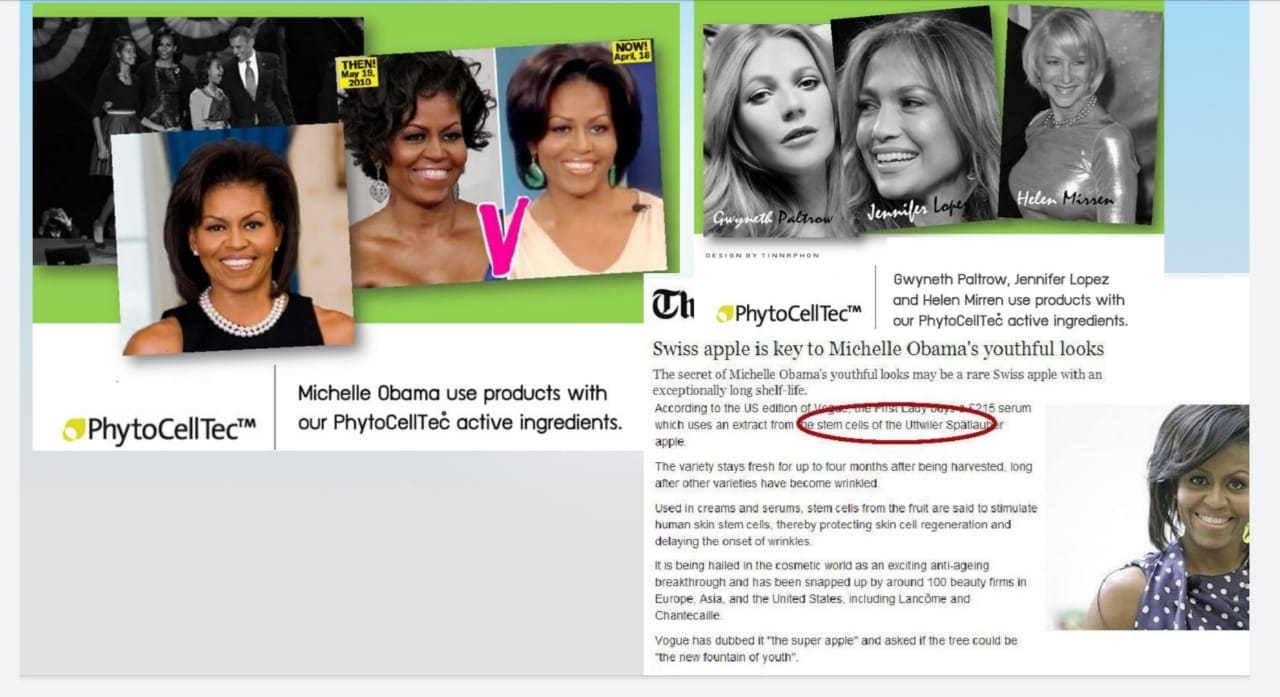 THEN!
May 19,
2010
NOW!
April, 18
V
PhytoCellTec™
Michelle Obama use products with
our PhytoCellTec active ingredients.
Gwyneth Paltrow
Jennifer Lopez
Helen Mirren
DESIGN BY TINNAPHON
Th
PhytoCellTec™
Gwyneth Paltrow, Jennifer Lopez
and Helen Mirren use products with
our PhytoCellTec active ingredients.
Swiss apple is key to Michelle Obama's youthful looks
The secret of Michelle Obama's youthful looks may be a rare Swiss apple with an
exceptionally long shelf-life.
According to the US edition of Vogue, the First Lady buys a £215 serum
which uses an extract from the stem cells of the Uttwiler Spätlauber
apple.
The variety stays fresh for up to four months after being harvested, long
after other varieties have become wrinkled.
Used in creams and serums, stem cells from the fruit are said to stimulate
human skin stem cells, thereby protecting skin cell regeneration and
delaying the onset of wrinkles.
It is being hailed in the cosmetic world as an exciting anti-ageing
breakthrough and has been snapped up by around 100 beauty firms in
Europe, Asia, and the United States, including Lancôme and
Chantecaille.
Vogue has dubbed it "the super apple" and asked if the tree could be
"the new fountain of youth".